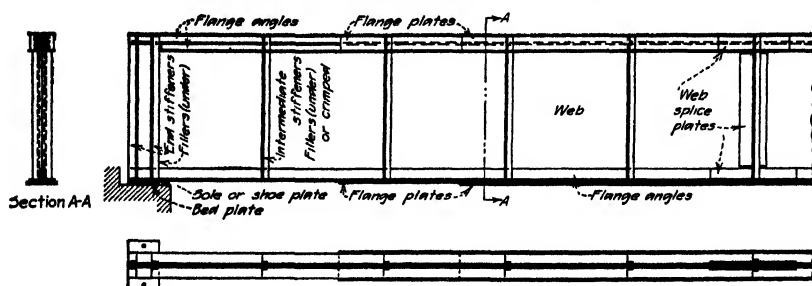 Flange angles
Flange plates
A
End stiffeners
Fillers (under)
Intermediate
stiffeners
Fillers (under)
or crimped
Web
Web
splice
plates
Section A-A
Sole or shoe plate
Bed plate
Flange plates
A
Flange angles